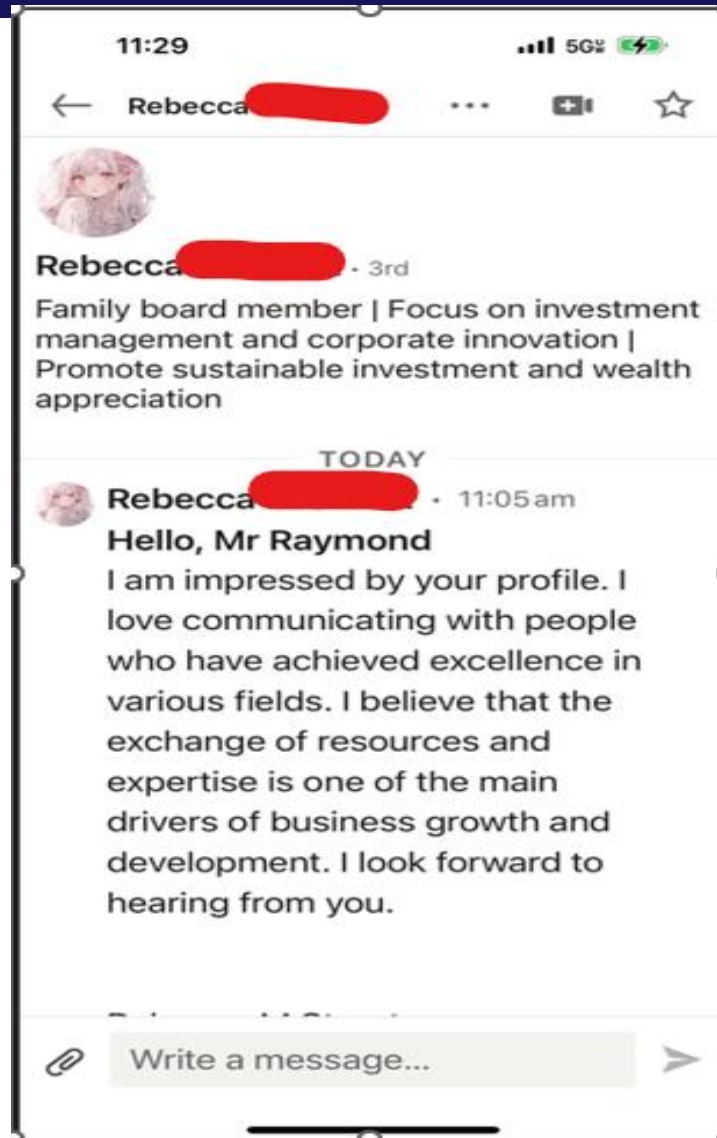 11:29 5G
Rebecca
Rebecca · 3rd
Family board member | Focus on investment
management and corporate innovation |
Promote sustainable investment and wealth
appreciation
TODAY
Rebecca · 11:05 am
Hello, Mr Raymond
I am impressed by your profile. I
love communicating with people
who have achieved excellence in
various fields. I believe that the
exchange of resources and
expertise is one of the main
drivers of business growth and
development. I look forward to
hearing from you.
Write a message...